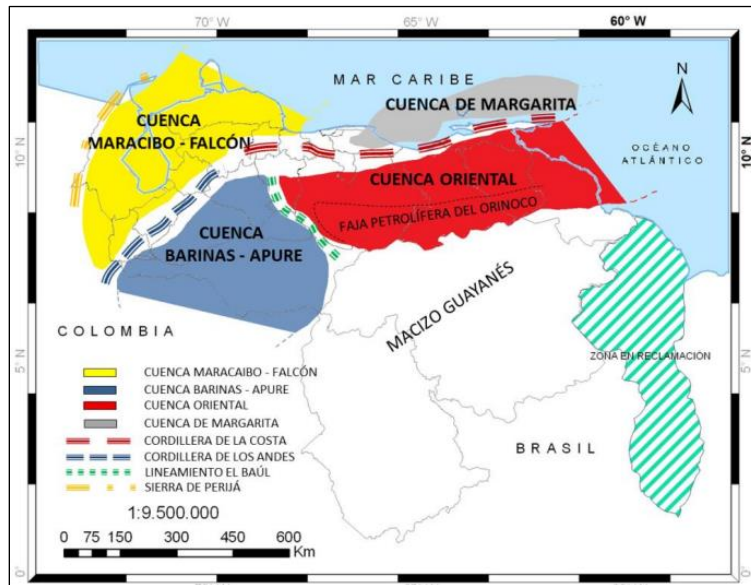 70° W
65° W
60° W
MAR CARIBE
N
CUENCA DE MARGARITA
CUENCA
MARACIBO - FALCÓN
10° N
10° N
OCÉANO
ATLÁNTICO
CUENCA ORIENTAL
FAJA PETROLÍFERA DEL ORINOCO
CUENCA
BARINAS - APURE
MACIZO GUAYANÉS
COLOMBIA
5° N
5° N
ZONA EN RECLAMACIÓN
BRASIL
CUENCA MARACAIBO - FALCÓN
CUENCA BARINAS - APURE
CUENCA ORIENTAL
CUENCA DE MARGARITA
CORDILLERA DE LA COSTA
CORDILLERA DE LOS ANDES
LINEAMIENTO EL BAÚL
SIERRA DE PERIJÁ
1:9.500.000
0 75 150 300 450 600
Km
0°
0°